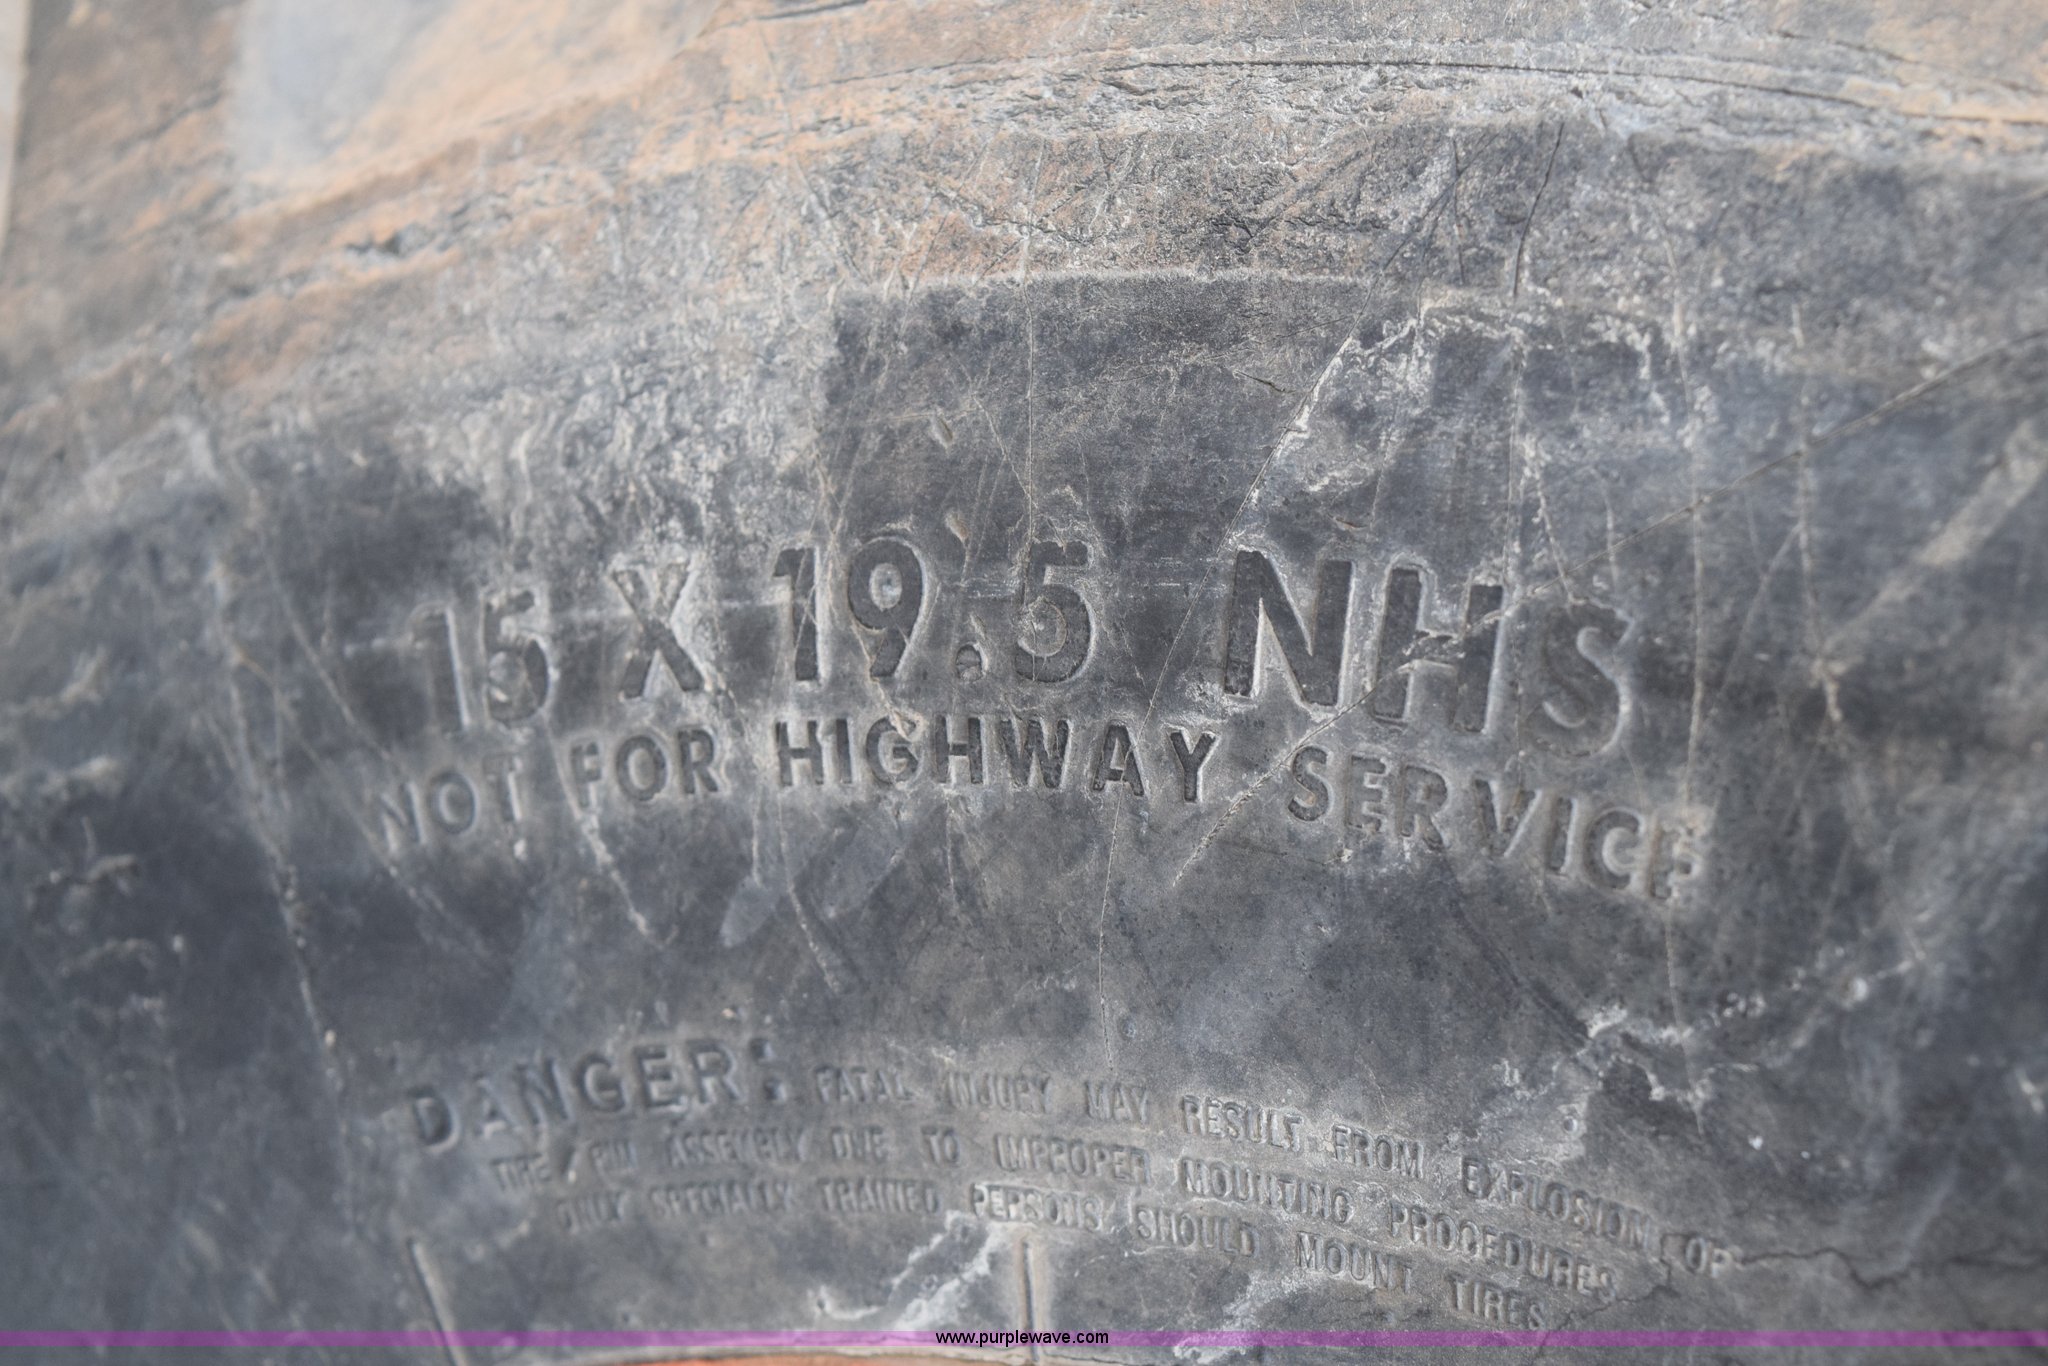 15 X 19.5 NHS
NOT FOR HIGHWAY SERVICE
DANGER: FATAL INJURY MAY RESULT FROM EXPLOSION OF
TIRE / RIM ASSEMBLY DUE TO IMPROPER MOUNTING PROCEDURES
ONLY SPECIALLY TRAINED PERSONS SHOULD MOUNT TIRES
www.purplewave.com